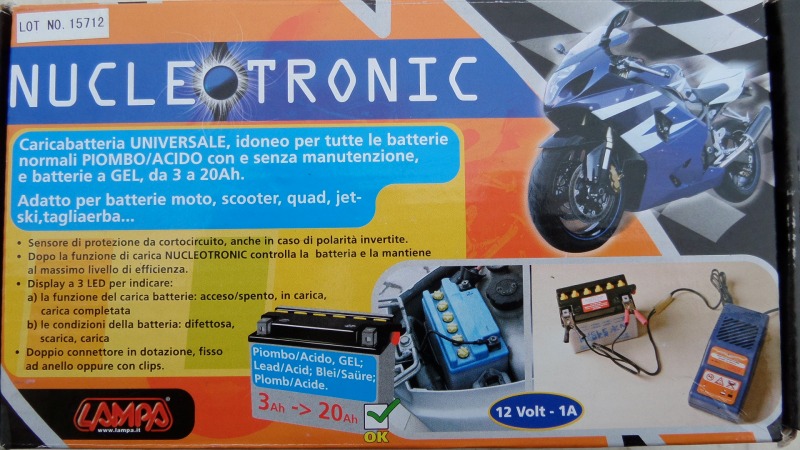 LOT NO. 15712
NUCLEOTRONIC
Caricabatteria UNIVERSALE, idoneo per tutte le batterie
normali PIOMBO/ACIDO con e senza manutenzione,
e batterie a GEL, da 3 a 20Ah.
Adatto per batterie moto, scooter, quad, jet-
ski,tagliaerba...
• Sensore di protezione da cortocircuito, anche in caso di polarità invertite.
• Dopo la funzione di carica NUCLEOTRONIC controlla la batteria e la mantiene
al massimo livello di efficienza.
• Display a 3 LED per indicare:
a) la funzione del carica batterie: acceso/spento, in carica,
carica completata
b) le condizioni della batteria: difettosa,
scarica, carica
• Doppio connettore in dotazione, fisso
ad anello oppure con clips.
Piombo/Acido, GEL;
Lead/Acid; Blei/Saüre;
Plomb/Acide.
3Ah -> 20Ah
OK
12 Volt - 1A
LAMPA
www.lampa.it